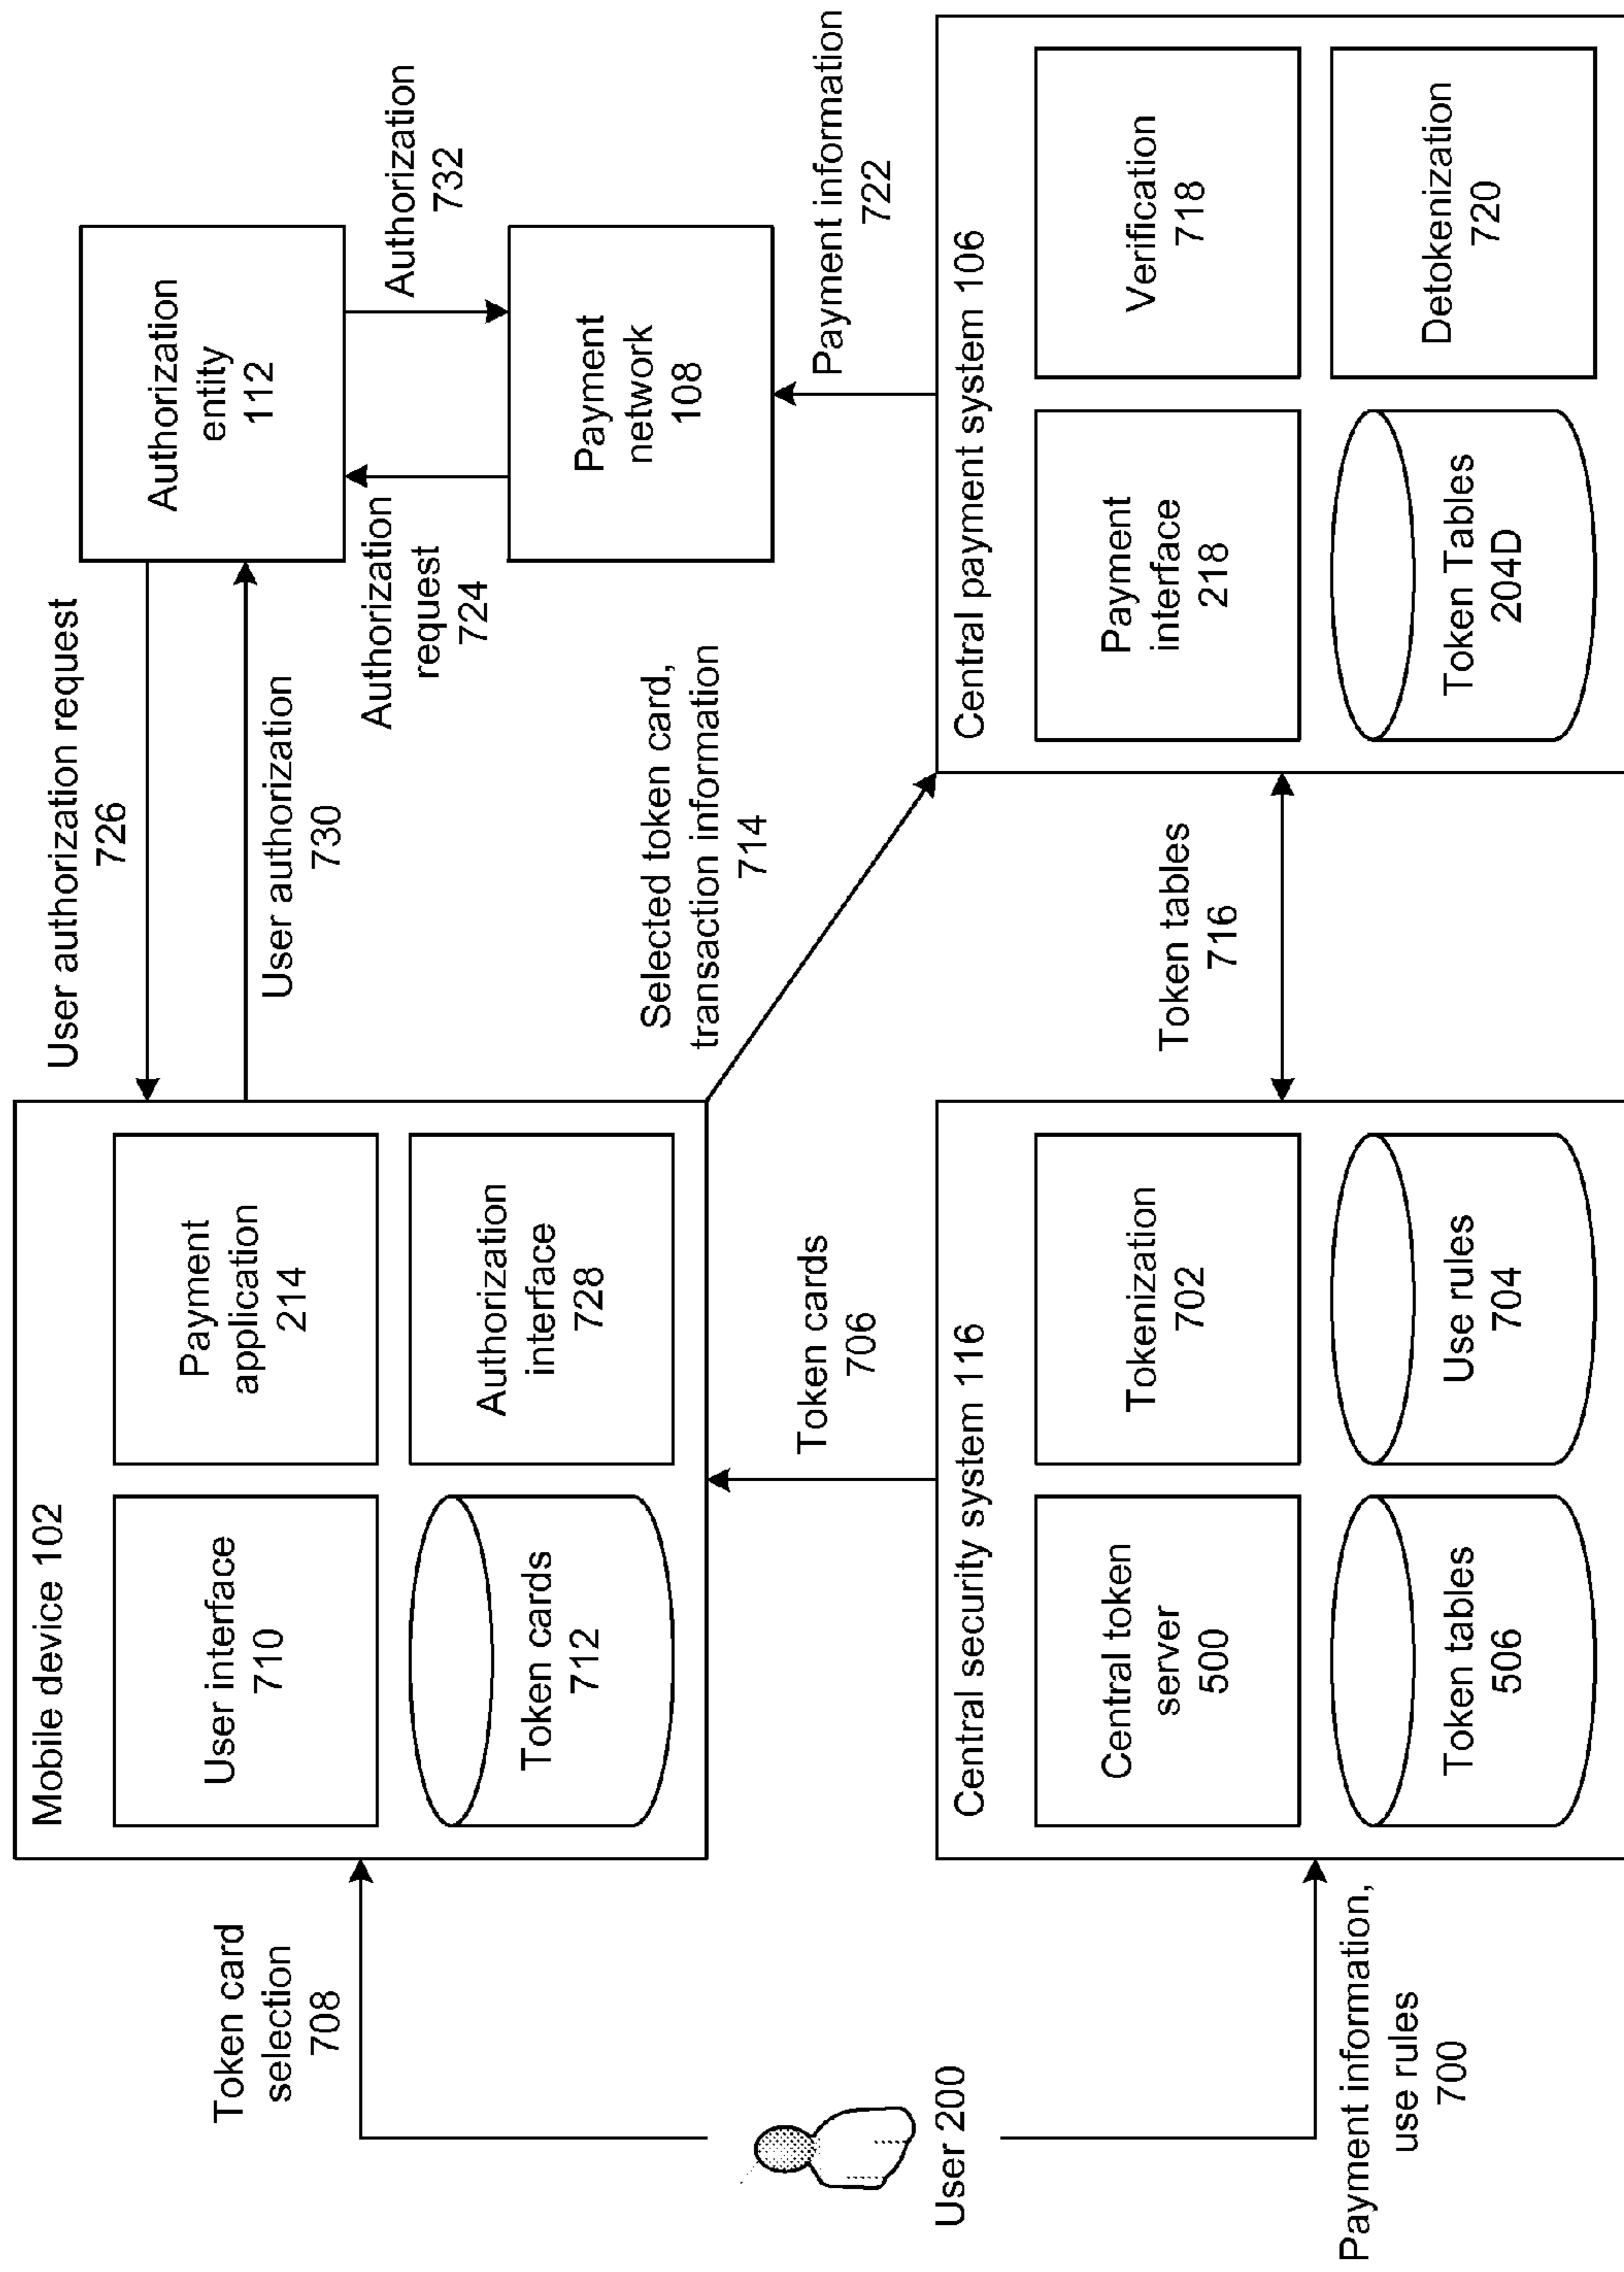 Token card
selection
708
User 200
Payment information,
use rules
700
Mobile device 102
User interface
710
Payment
application
214
Token cards
712
Authorization
interface
728
Token cards
706
Central security system 116
Central token
server
500
Tokenization
702
Token tables
506
Use rules
704
User authorization request
726
User authorization
730
Selected token card,
transaction information
714
Token tables
716
Authorization
entity
112
Authorization
request
724
Authorization
732
Payment
network
108
Payment information
722
Central payment system 106
Payment
interface
218
Verification
718
Token Tables
204D
Detokenization
720